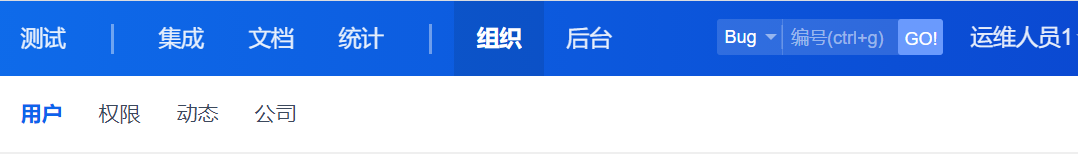 测试 集成 文档 统计 组织 后台 Bug 编号(ctrl+g) GO! 运维人员1
用户 权限 动态 公司